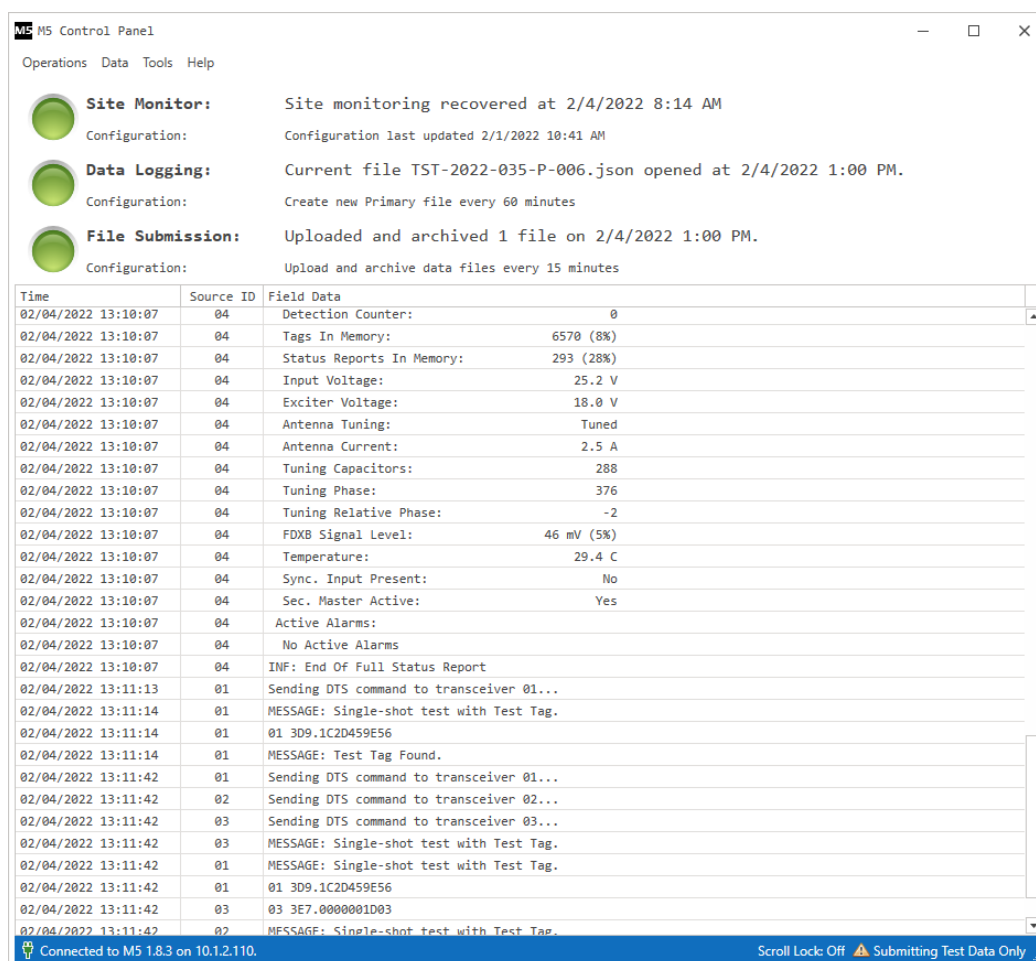 M5 M5 Control Panel
Operations Data Tools Help
Site Monitor: Site monitoring recovered at 2/4/2022 8:14 AM
Configuration: Configuration last updated 2/1/2022 10:41 AM
Data Logging: Current file TST-2022-035-P-006.json opened at 2/4/2022 1:00 PM.
Configuration: Create new Primary file every 60 minutes
File Submission: Uploaded and archived 1 file on 2/4/2022 1:00 PM.
Configuration: Upload and archive data files every 15 minutes
Time Source ID Field Data
02/04/2022 13:10:07 04 Detection Counter: 0
02/04/2022 13:10:07 04 Tags In Memory: 6570 (8%)
02/04/2022 13:10:07 04 Status Reports In Memory: 293 (28%)
02/04/2022 13:10:07 04 Input Voltage: 25.2 V
02/04/2022 13:10:07 04 Exciter Voltage: 18.0 V
02/04/2022 13:10:07 04 Antenna Tuning: Tuned
02/04/2022 13:10:07 04 Antenna Current: 2.5 A
02/04/2022 13:10:07 04 Tuning Capacitors: 288
02/04/2022 13:10:07 04 Tuning Phase: 376
02/04/2022 13:10:07 04 Tuning Relative Phase: -2
02/04/2022 13:10:07 04 FDXB Signal Level: 46 mV (5%)
02/04/2022 13:10:07 04 Temperature: 29.4 C
02/04/2022 13:10:07 04 Sync. Input Present: No
02/04/2022 13:10:07 04 Sec. Master Active: Yes
02/04/2022 13:10:07 04 Active Alarms:
02/04/2022 13:10:07 04 No Active Alarms
02/04/2022 13:10:07 04 INF: End Of Full Status Report
02/04/2022 13:11:13 01 Sending DTS command to transceiver 01...
02/04/2022 13:11:14 01 MESSAGE: Single-shot test with Test Tag.
02/04/2022 13:11:14 01 01 3D9.1C2D459E56
02/04/2022 13:11:14 01 MESSAGE: Test Tag Found.
02/04/2022 13:11:42 01 Sending DTS command to transceiver 01...
02/04/2022 13:11:42 02 Sending DTS command to transceiver 02...
02/04/2022 13:11:42 03 Sending DTS command to transceiver 03...
02/04/2022 13:11:42 03 MESSAGE: Single-shot test with Test Tag.
02/04/2022 13:11:42 01 MESSAGE: Single-shot test with Test Tag.
02/04/2022 13:11:42 01 01 3D9.1C2D459E56
02/04/2022 13:11:42 03 03 3E7.0000001D03
02/04/2022 13:11:42 02 MESSAGE: Single-shot test with Test Tag.
Connected to M5 1.8.3 on 10.1.2.110. Scroll Lock: Off Submitting Test Data Only